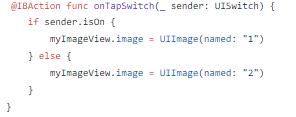 @IBAction func onTapSwitch(_ sender: UISwitch) {
if sender.isOn {
myImageView.image = UIImage(named: "1")
} else {
myImageView.image = UIImage(named: "2")
}
}